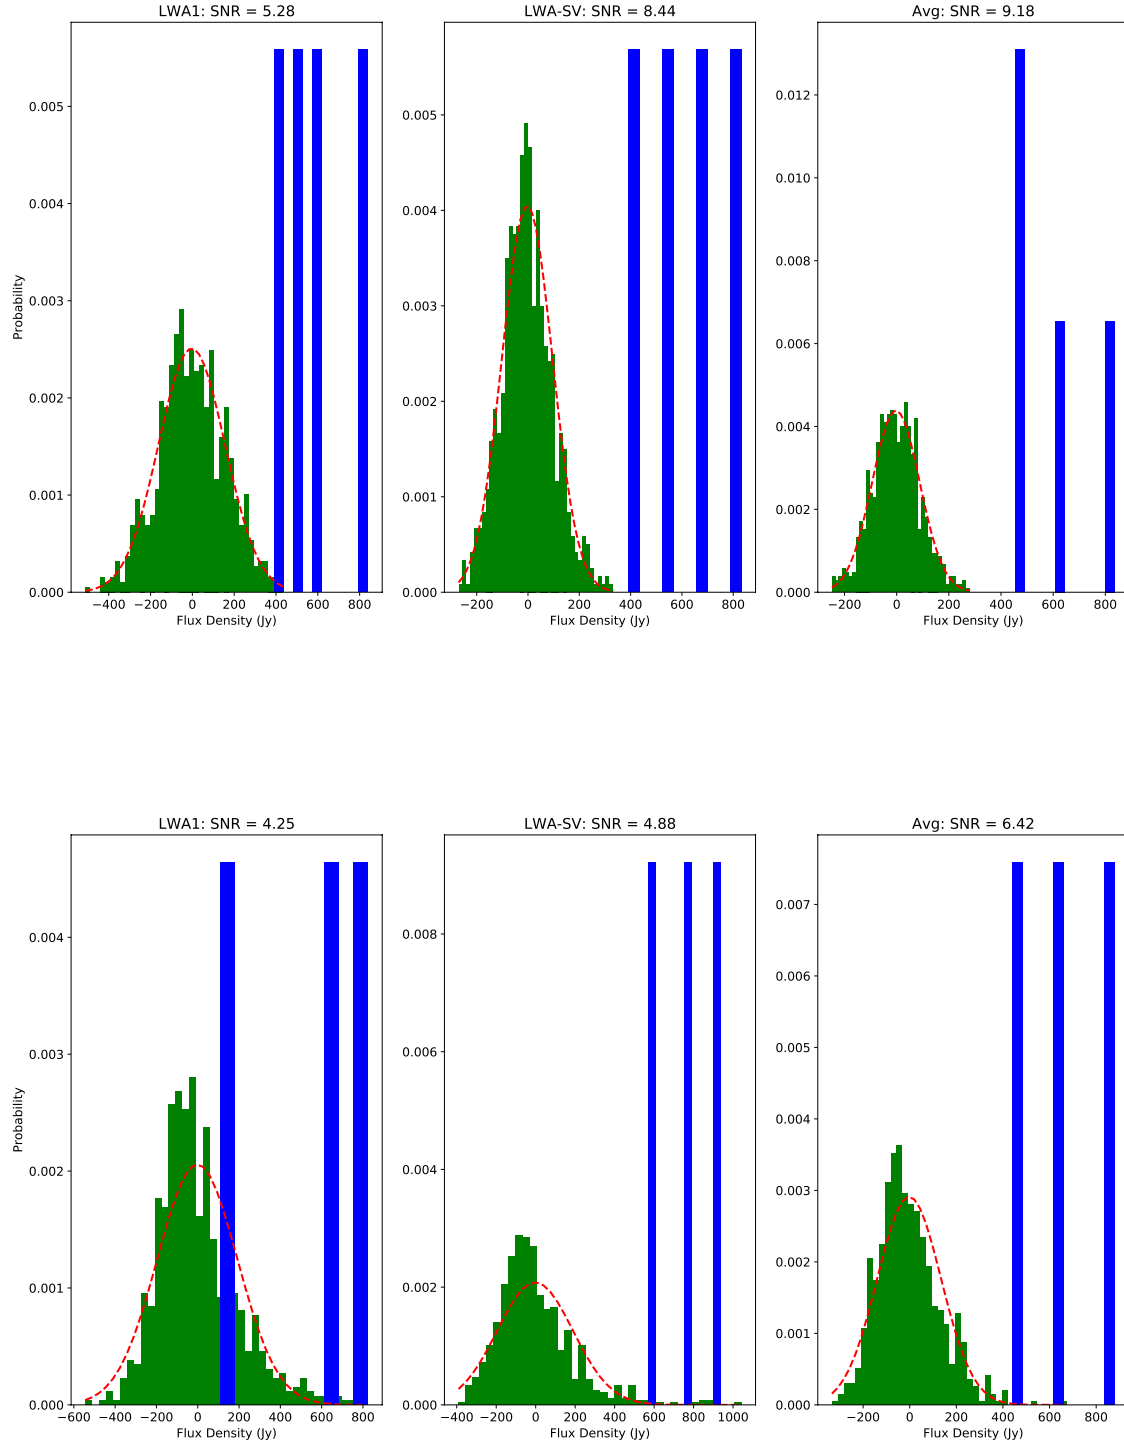 LWA1: SNR = 5.28
LWA-SV: SNR = 8.44
Avg: SNR = 9.18
Probability
0.005
0.004
0.003
0.002
0.001
0.000
−400 −200 0 200 400 600 800
Flux Density (Jy)
0.005
0.004
0.003
0.002
0.001
0.000
−200 0 200 400 600 800
Flux Density (Jy)
0.012
0.010
0.008
0.006
0.004
0.002
0.000
−200 0 200 400 600 800
Flux Density (Jy)
LWA1: SNR = 4.25
LWA-SV: SNR = 4.88
Avg: SNR = 6.42
Probability
0.004
0.003
0.002
0.001
0.000
−600 −400 −200 0 200 400 600 800
Flux Density (Jy)
0.008
0.006
0.004
0.002
0.000
−400 −200 0 200 400 600 800 1000
Flux Density (Jy)
0.007
0.006
0.005
0.004
0.003
0.002
0.001
0.000
−200 0 200 400 600 800
Flux Density (Jy)